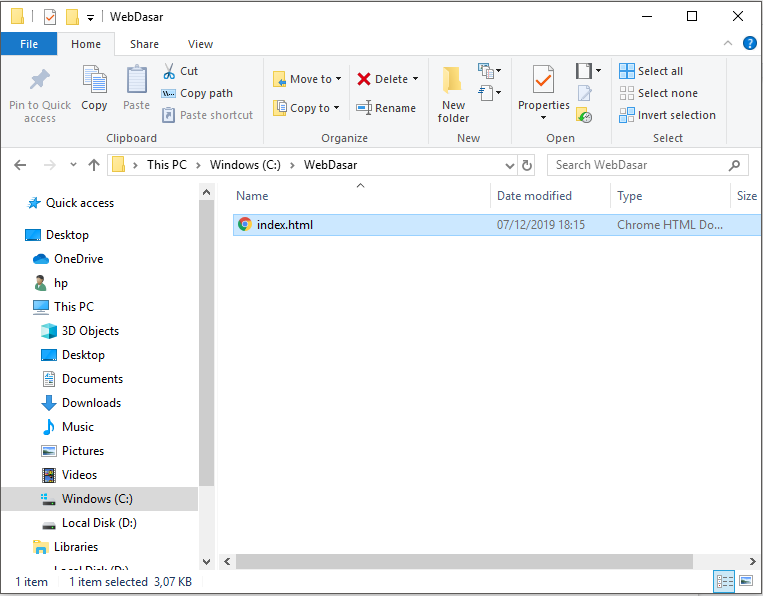 WebDasar
File Home Share View
Pin to Quick access
Copy
Paste
Cut
Copy path
Paste shortcut
Clipboard
Move to
Copy to
Delete
Rename
Organize
New folder
New
Properties
Open
Select all
Select none
Invert selection
Select
This PC > Windows (C:) > WebDasar
Search WebDasar
Name Date modified Type Size
index.html 07/12/2019 18:15 Chrome HTML Do...
Quick access
Desktop
OneDrive
hp
This PC
3D Objects
Desktop
Documents
Downloads
Music
Pictures
Videos
Windows (C:)
Local Disk (D:)
Libraries
Local Disk (D:)
1 item 1 item selected 3,07 KB